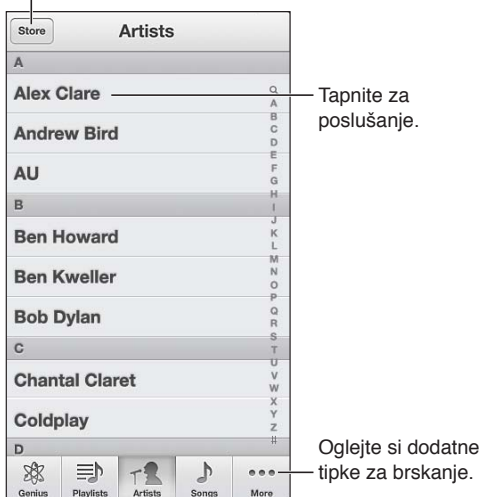 Store
Artists
A
Alex Clare
Tapnite za
poslušanje.
Andrew Bird
AU
B
Ben Howard
Ben Kweller
Bob Dylan
C
Chantal Claret
Coldplay
D
Q
A
B
C
D
E
F
G
H
I
J
K
L
M
N
O
P
Q
R
S
T
U
V
W
X
Y
Z
#
Oglejte si dodatne
tipke za brskanje.
Genius
Playlists
Artists
Songs
More